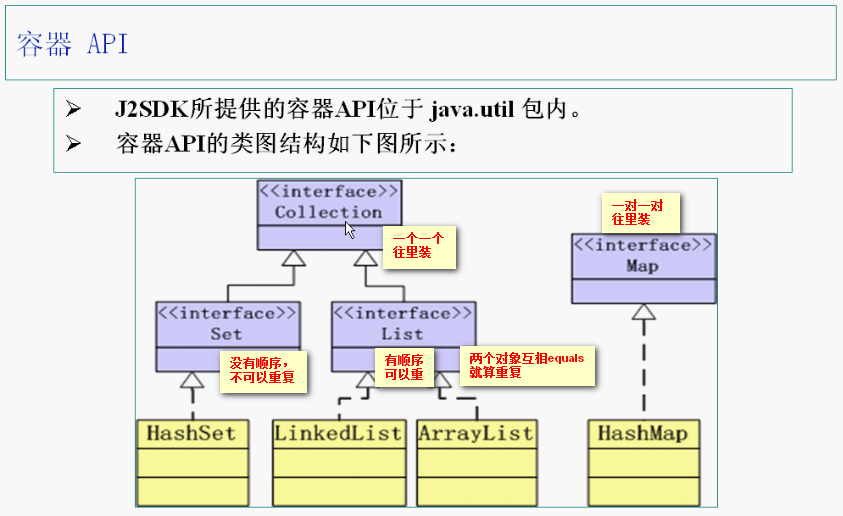 容器 API
➢ J2SDK所提供的容器API位于 java.util 包内。
➢ 容器API的类图结构如下图所示：
<<interface>>
Collection
一个一个
往里装
一对一对
往里装
<<interface>>
Map
<<interface>>
Set
没有顺序，
不可以重复
<<interface>>
List
有顺序
可以重
两个对象互相equals
就算重复
HashSet
LinkedList
ArrayList
HashMap